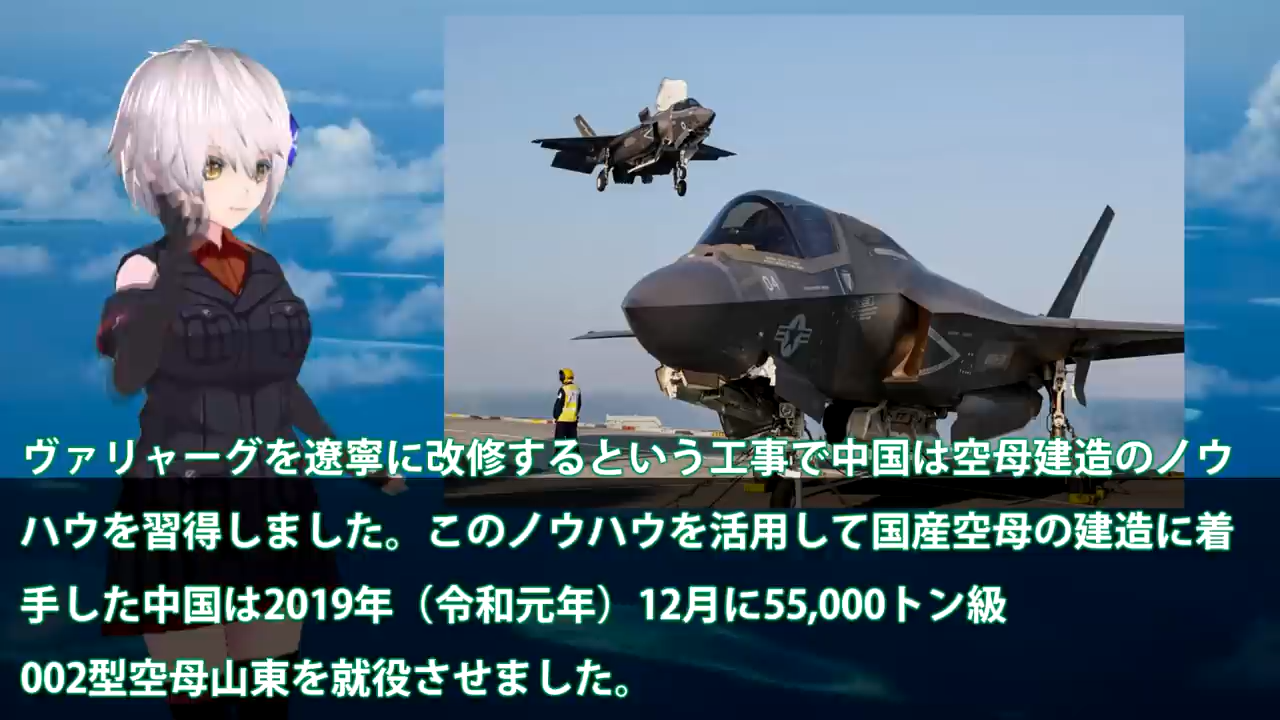 ヴァリャーグを遼寧に改修するという工事で中国は空母建造のノウ
ハウを習得しました。このノウハウを活用して国産空母の建造に着
手した中国は2019年（令和元年）12月に55,000トン級
002型空母山東を就役させました。
04